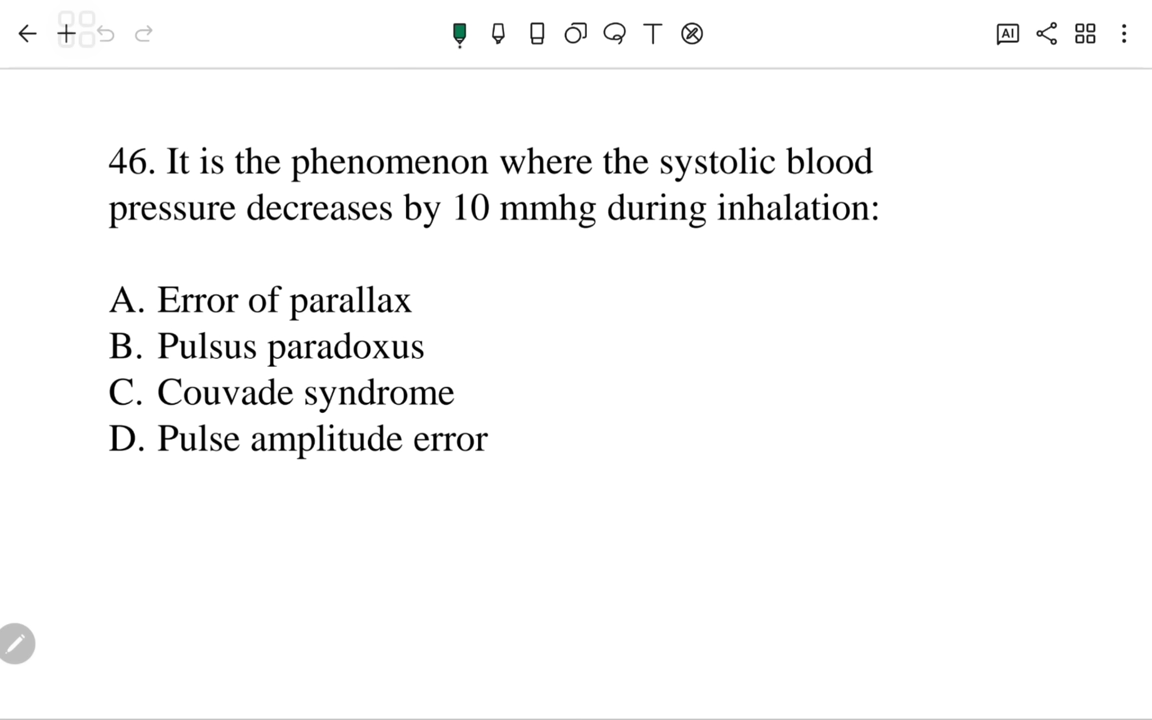 AI
46. It is the phenomenon where the systolic blood
pressure decreases by 10 mmhg during inhalation:
A. Error of parallax
B. Pulsus paradoxus
C. Couvade syndrome
D. Pulse amplitude error